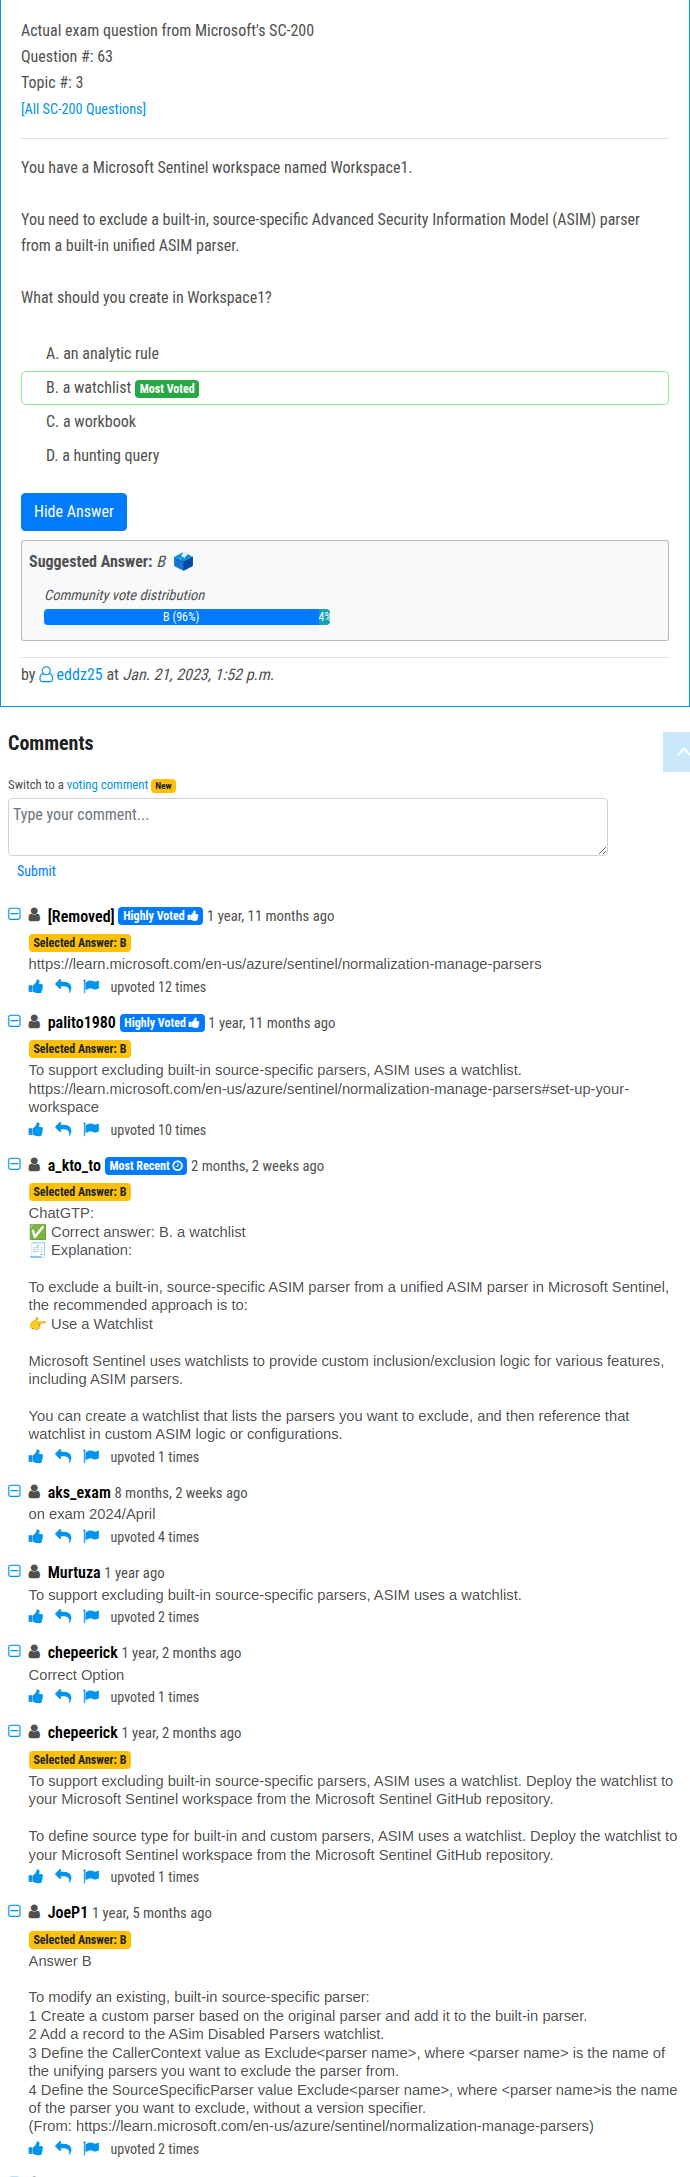 Actual exam question from Microsoft's SC-200
Question #: 63
Topic #: 3
[All SC-200 Questions]
You have a Microsoft Sentinel workspace named Workspace1.
You need to exclude a built-in, source-specific Advanced Security Information Model (ASIM) parser
from a built-in unified ASIM parser.
What should you create in Workspace1?
A. an analytic rule
B. a watchlist Most Voted
C. a workbook
D. a hunting query
Hide Answer
Suggested Answer: B
Community vote distribution
B (96%) 4%
by eddz25 at Jan. 21, 2023, 1:52 p.m.
Comments
Switch to a voting comment New
Type your comment...
Submit
[Removed] Highly Voted 1 year, 11 months ago
Selected Answer: B
https://learn.microsoft.com/en-us/azure/sentinel/normalization-manage-parsers
upvoted 12 times
palito1980 Highly Voted 1 year, 11 months ago
Selected Answer: B
To support excluding built-in source-specific parsers, ASIM uses a watchlist.
https://learn.microsoft.com/en-us/azure/sentinel/normalization-manage-parsers#set-up-your-
workspace
upvoted 10 times
a_kto_to Most Recent 2 months, 2 weeks ago
Selected Answer: B
ChatGTP:
✅ Correct answer: B. a watchlist
🧾 Explanation:
To exclude a built-in, source-specific ASIM parser from a unified ASIM parser in Microsoft Sentinel,
the recommended approach is to:
👉 Use a Watchlist
Microsoft Sentinel uses watchlists to provide custom inclusion/exclusion logic for various features,
including ASIM parsers.
You can create a watchlist that lists the parsers you want to exclude, and then reference that
watchlist in custom ASIM logic or configurations.
upvoted 1 times
aks_exam 8 months, 2 weeks ago
on exam 2024/April
upvoted 4 times
Murtuza 1 year ago
To support excluding built-in source-specific parsers, ASIM uses a watchlist.
upvoted 2 times
chepeerick 1 year, 2 months ago
Correct Option
upvoted 1 times
chepeerick 1 year, 2 months ago
Selected Answer: B
To support excluding built-in source-specific parsers, ASIM uses a watchlist. Deploy the watchlist to
your Microsoft Sentinel workspace from the Microsoft Sentinel GitHub repository.
To define source type for built-in and custom parsers, ASIM uses a watchlist. Deploy the watchlist to
your Microsoft Sentinel workspace from the Microsoft Sentinel GitHub repository.
upvoted 1 times
JoeP1 1 year, 5 months ago
Selected Answer: B
Answer B
To modify an existing, built-in source-specific parser:
1 Create a custom parser based on the original parser and add it to the built-in parser.
2 Add a record to the ASim Disabled Parsers watchlist.
3 Define the CallerContext value as Exclude<parser name>, where <parser name> is the name of
the unifying parsers you want to exclude the parser from.
4 Define the SourceSpecificParser value Exclude<parser name>, where <parser name>is the name
of the parser you want to exclude, without a version specifier.
(From: https://learn.microsoft.com/en-us/azure/sentinel/normalization-manage-parsers)
upvoted 2 times